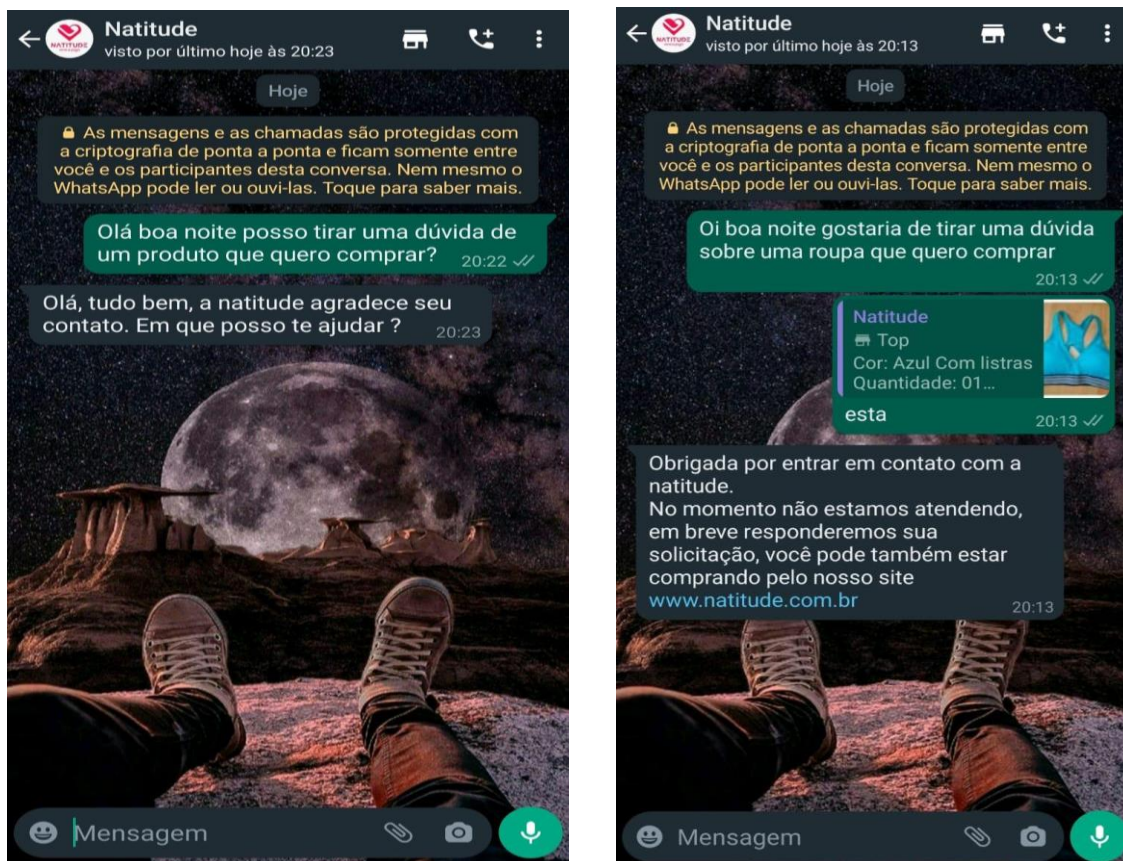 Natitude
visto por último hoje às 20:23
Hoje
As mensagens e as chamadas são protegidas com
a criptografia de ponta a ponta e ficam somente entre
você e os participantes desta conversa. Nem mesmo o
WhatsApp pode ler ou ouvi-las. Toque para saber mais.
Olá boa noite posso tirar uma dúvida de
um produto que quero comprar? 20:22
Olá, tudo bem, a natitude agradece seu
contato. Em que posso te ajudar ? 20:23
Mensagem
Natitude
visto por último hoje às 20:13
Hoje
As mensagens e as chamadas são protegidas com
a criptografia de ponta a ponta e ficam somente entre
você e os participantes desta conversa. Nem mesmo o
WhatsApp pode ler ou ouvi-las. Toque para saber mais.
Oi boa noite gostaria de tirar uma dúvida
sobre uma roupa que quero comprar
20:13
Natitude
Top
Cor: Azul Com listras
Quantidade: 01...
esta 20:13
Obrigada por entrar em contato com a
natitude.
No momento não estamos atendendo,
em breve responderemos sua
solicitação, você pode também estar
comprando pelo nosso site
www.natitude.com.br 20:13
Mensagem